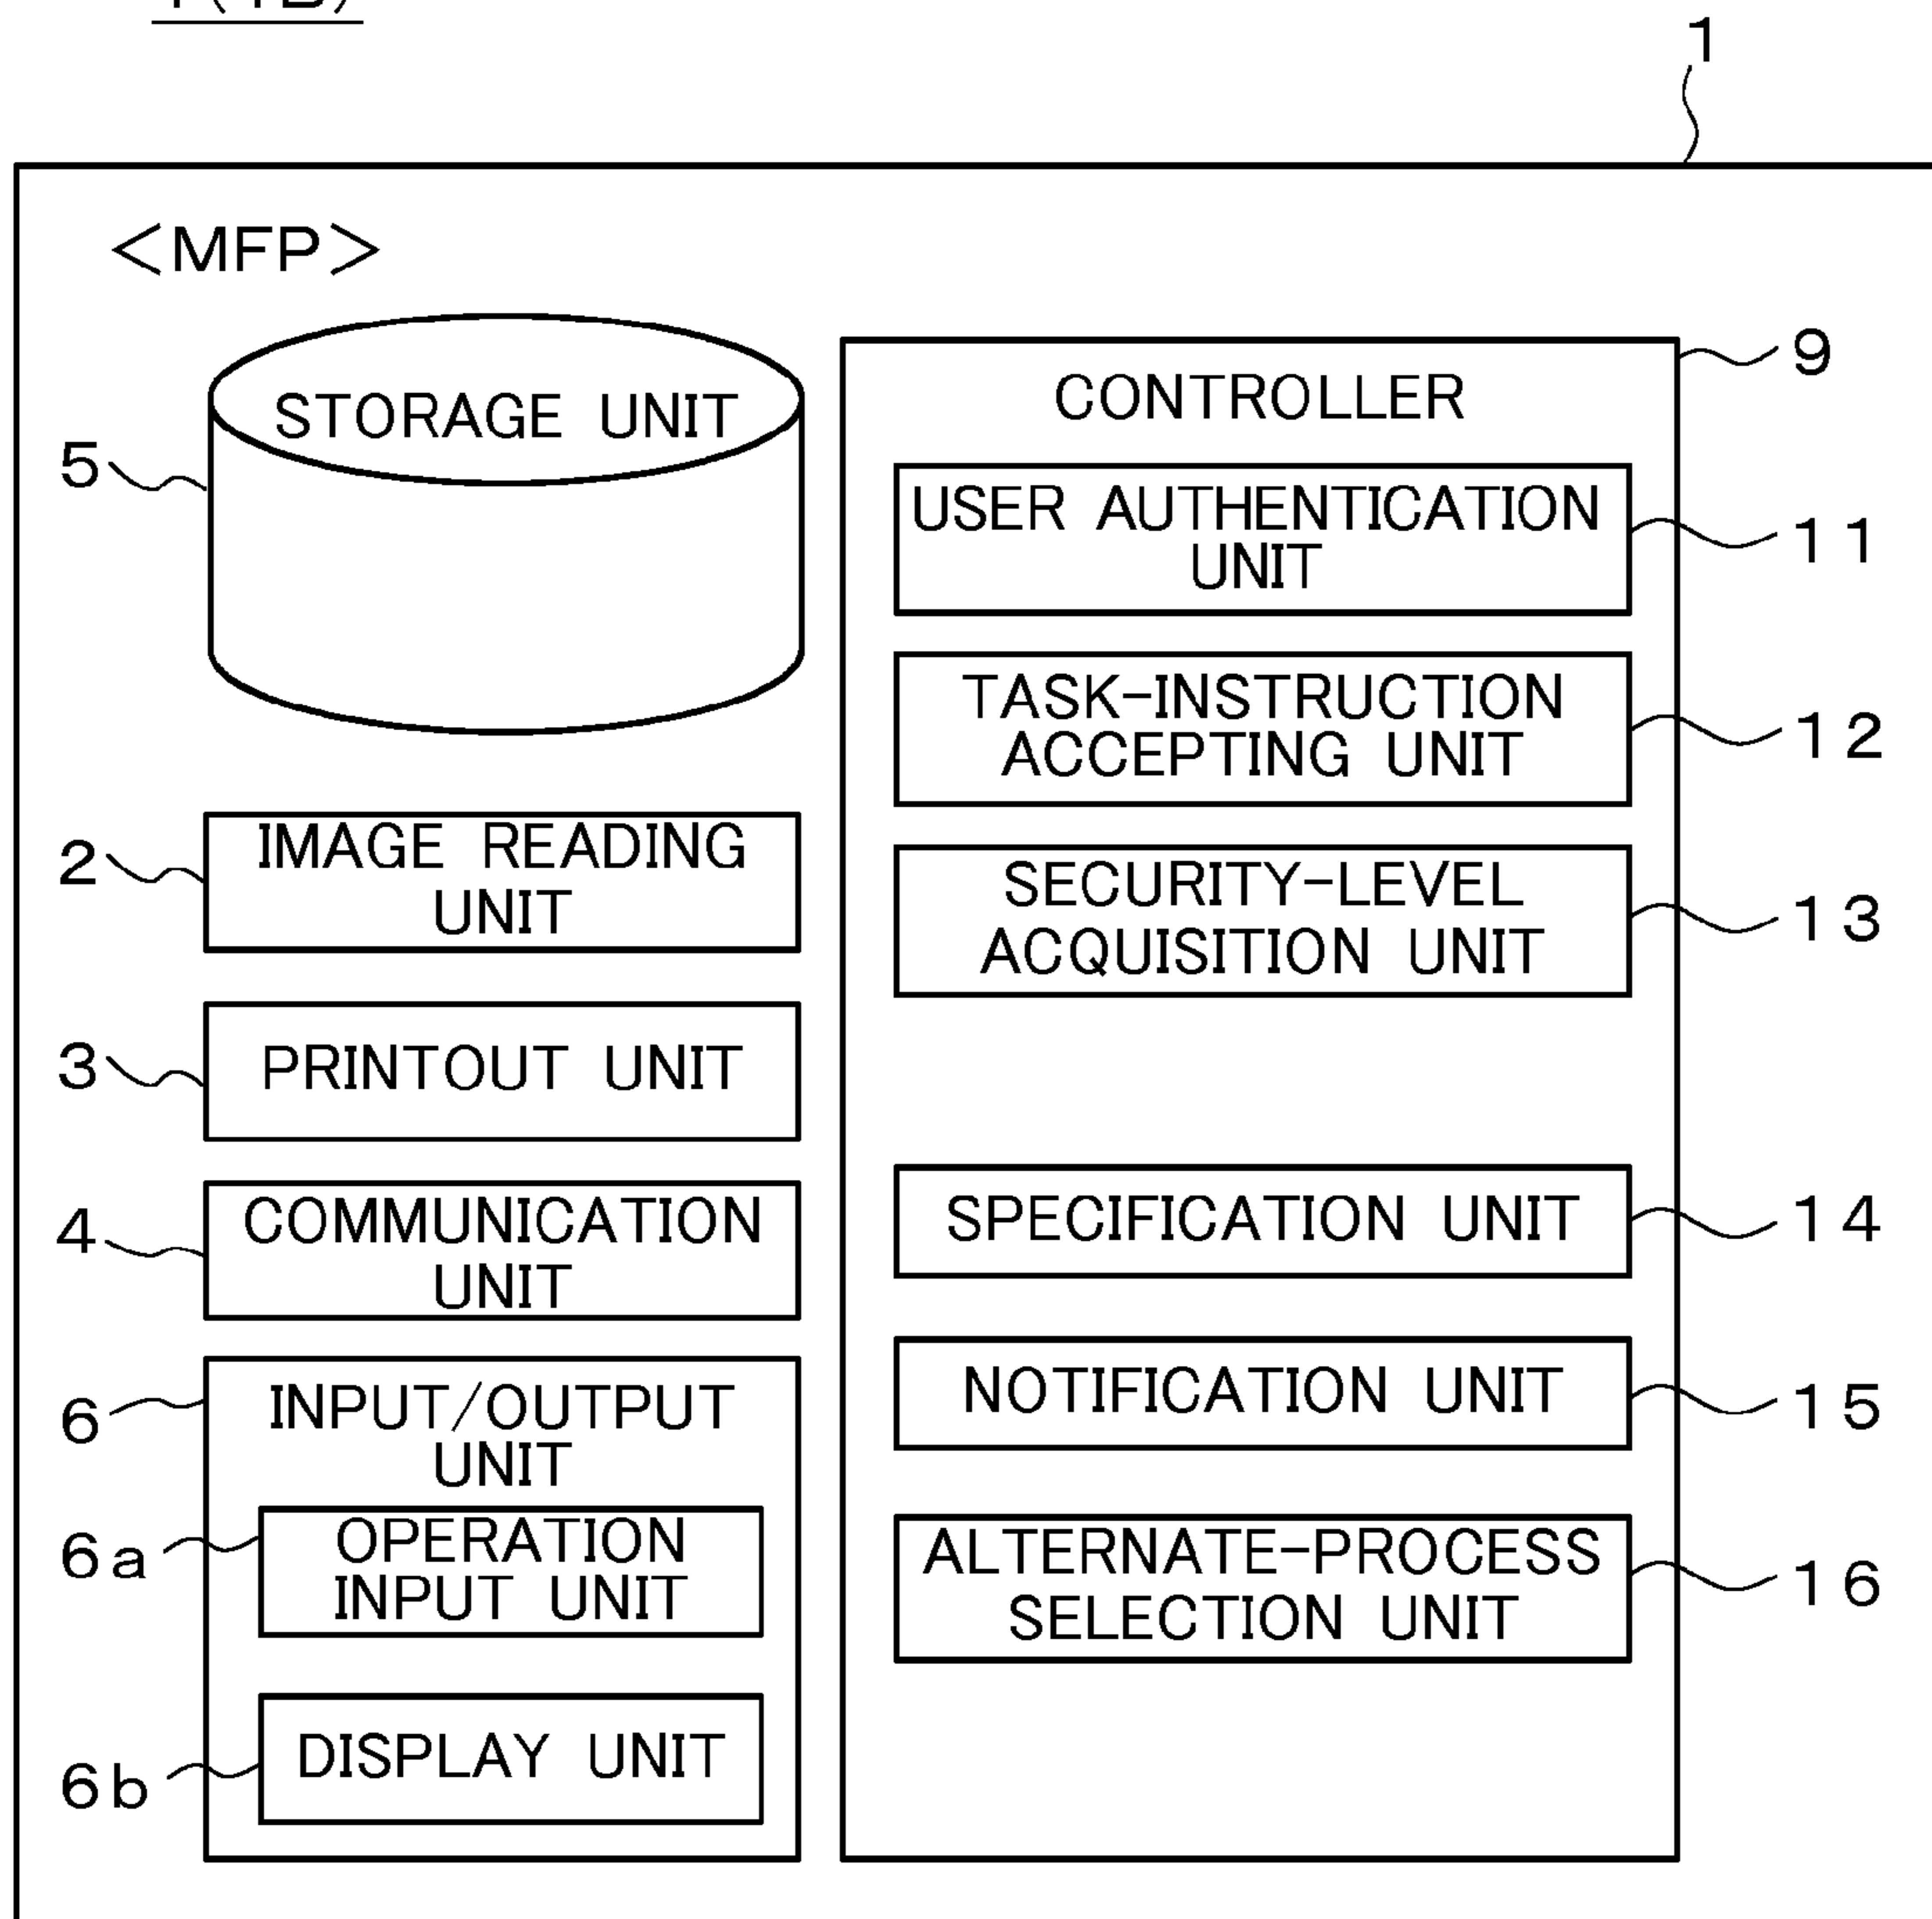 1
<MFP>
5
STORAGE UNIT
2
IMAGE READING
UNIT
3
PRINTOUT UNIT
4
COMMUNICATION
UNIT
6
INPUT/OUTPUT
UNIT
6a
OPERATION
INPUT UNIT
6b
DISPLAY UNIT
9
CONTROLLER
USER AUTHENTICATION
UNIT
11
TASK-INSTRUCTION
ACCEPTING UNIT
12
SECURITY-LEVEL
ACQUISITION UNIT
13
SPECIFICATION UNIT
14
NOTIFICATION UNIT
15
ALTERNATE-PROCESS
SELECTION UNIT
16